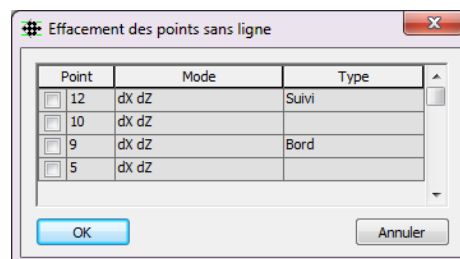 Effacement des points sans ligne
Point Mode Type
12 dX dZ Suivi
10 dX dZ
9 dX dZ Bord
5 dX dZ
OK Annuler